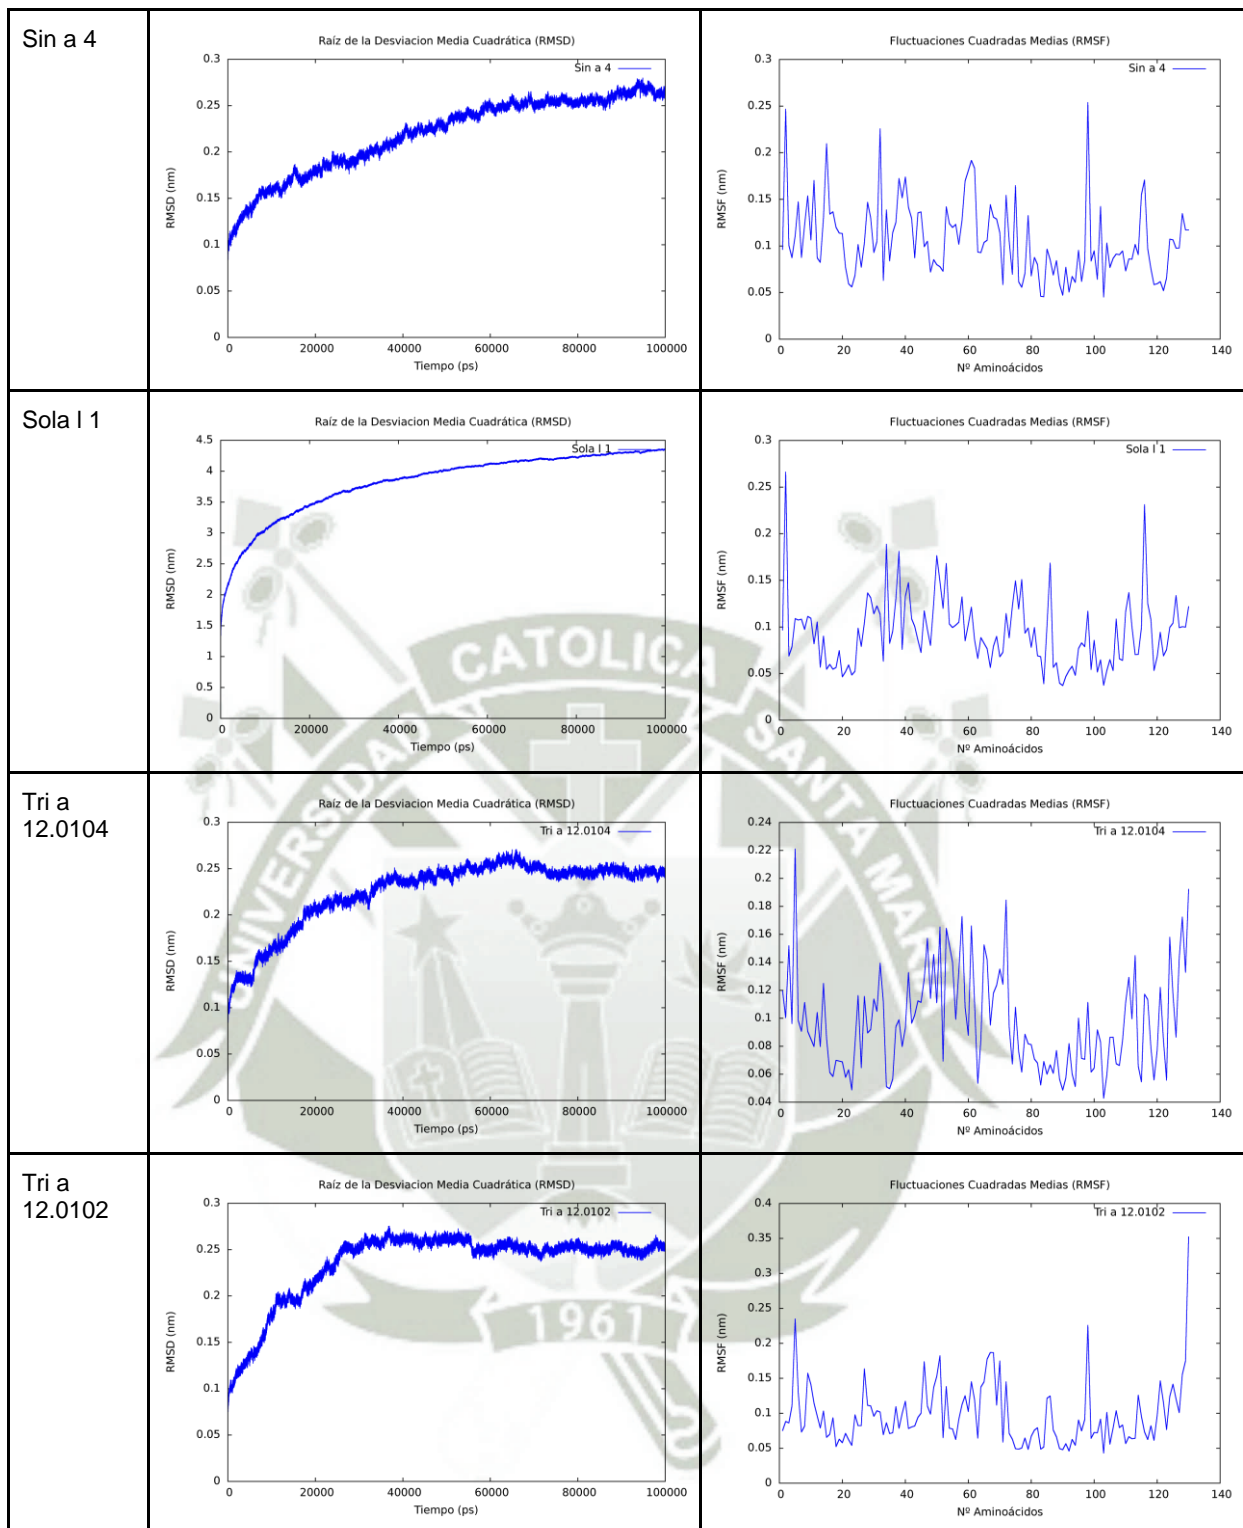 Sin a 4
Raíz de la Desviacion Media Cuadrática (RMSD)
Sin a 4
0.3
0.25
0.2
0.15
0.1
0.05
0
RMSD (nm)
0 20000 40000 60000 80000 100000
Tiempo (ps)
Fluctuaciones Cuadradas Medias (RMSF)
Sin a 4
0.3
0.25
0.2
0.15
0.1
0.05
0
RMSF (nm)
0 20 40 60 80 100 120 140
Nº Aminoácidos
Sola l 1
Raíz de la Desviacion Media Cuadrática (RMSD)
Sola l 1
4.5
4
3.5
3
2.5
2
1.5
1
0.5
0
RMSD (nm)
0 20000 40000 60000 80000 100000
Tiempo (ps)
Fluctuaciones Cuadradas Medias (RMSF)
Sola l 1
0.3
0.25
0.2
0.15
0.1
0.05
0
RMSF (nm)
0 20 40 60 80 100 120 140
Nº Aminoácidos
Tri a
12.0104
Raíz de la Desviacion Media Cuadrática (RMSD)
Tri a 12.0104
0.3
0.25
0.2
0.15
0.1
0.05
0
RMSD (nm)
0 20000 40000 60000 80000 100000
Tiempo (ps)
Fluctuaciones Cuadradas Medias (RMSF)
Tri a 12.0104
0.24
0.22
0.2
0.18
0.16
0.14
0.12
0.1
0.08
0.06
0.04
RMSF (nm)
0 20 40 60 80 100 120 140
Nº Aminoácidos
Tri a
12.0102
Raíz de la Desviacion Media Cuadrática (RMSD)
Tri a 12.0102
0.3
0.25
0.2
0.15
0.1
0.05
0
RMSD (nm)
0 20000 40000 60000 80000 100000
Tiempo (ps)
Fluctuaciones Cuadradas Medias (RMSF)
Tri a 12.0102
0.4
0.35
0.3
0.25
0.2
0.15
0.1
0.05
0
RMSF (nm)
0 20 40 60 80 100 120 140
Nº Aminoácidos
UNIVERSIDAD CATOLICA SANTA MARIA
1961